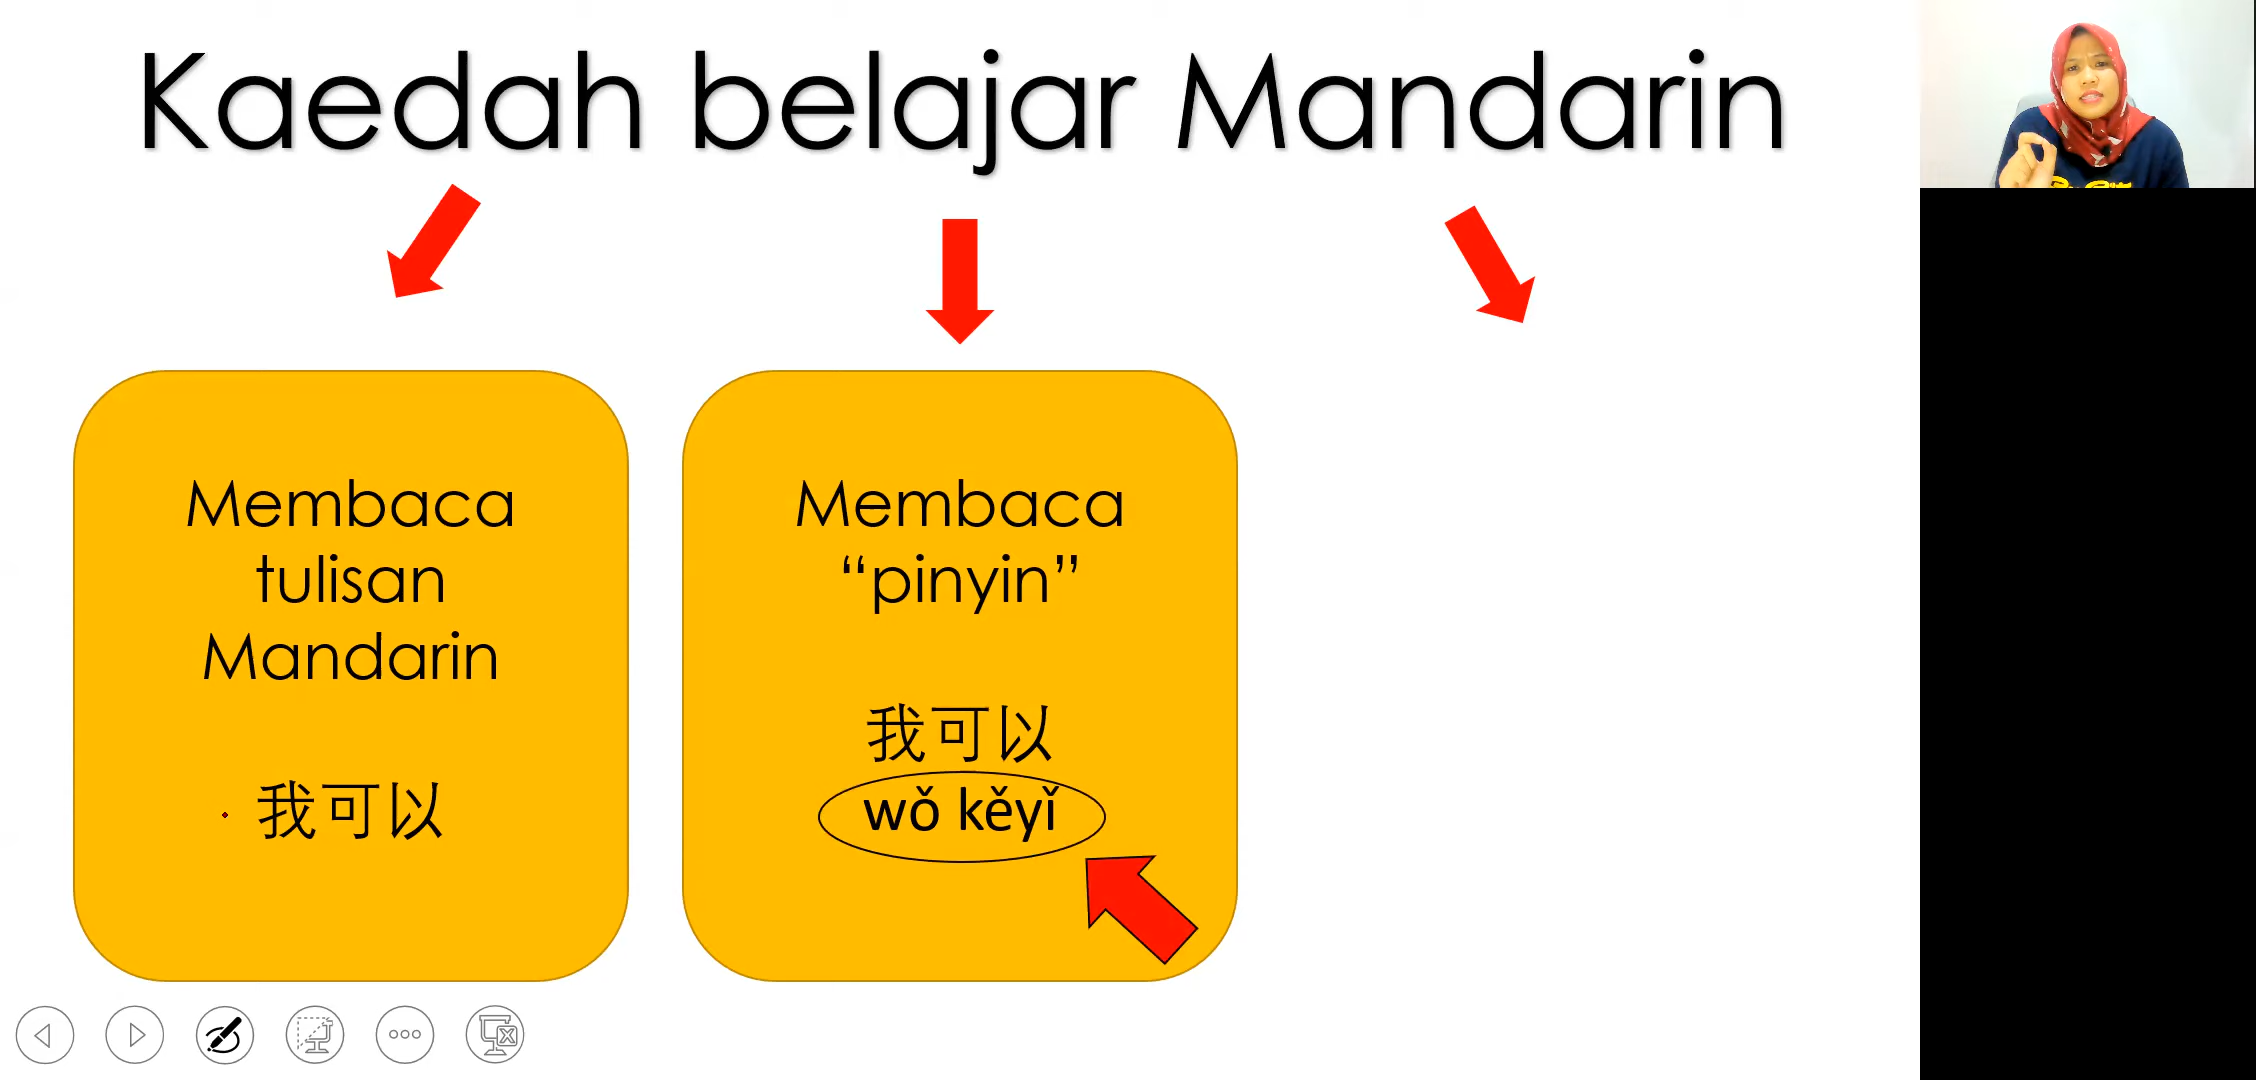 Kaedah belajar Mandarin
Membaca
tulisan
Mandarin
我可以
Membaca
“pinyin”
我可以
wǒ kěyǐ